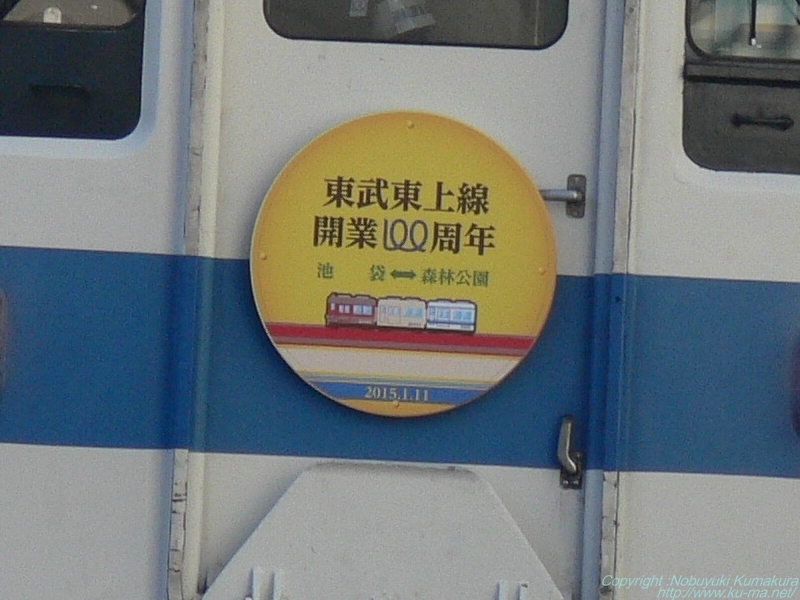 東武東上線
開業100周年
池　袋⟷森林公園
2015.1.11
Copyright :Nobuyuki Kumakura
http://www.ku-ma.net/